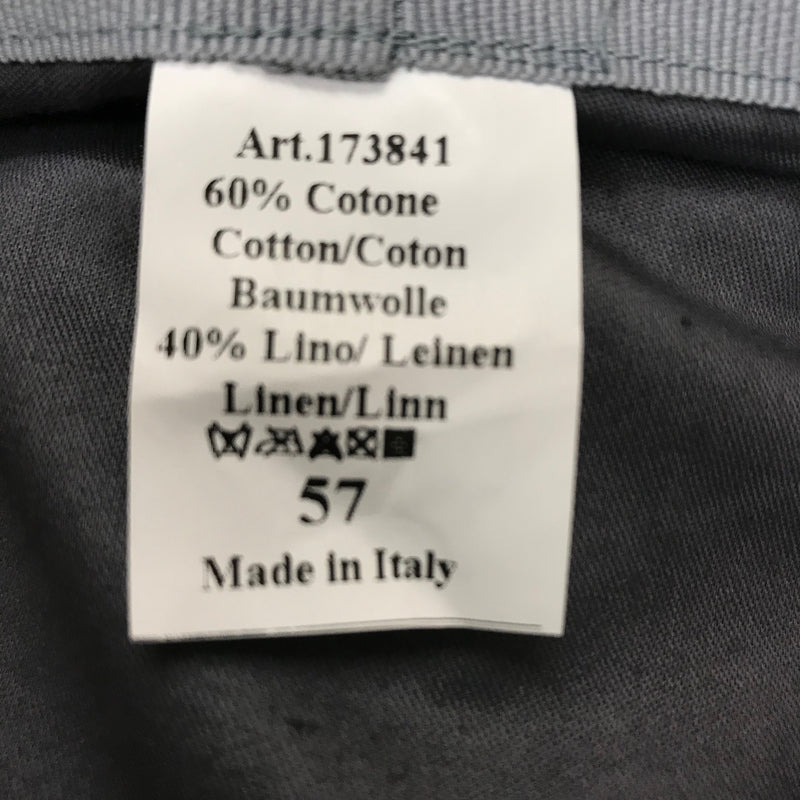 Art.173841
60% Cotone
Cotton/Coton
Baumwolle
40% Lino/ Leinen
Linen/Linn
57
Made in Italy